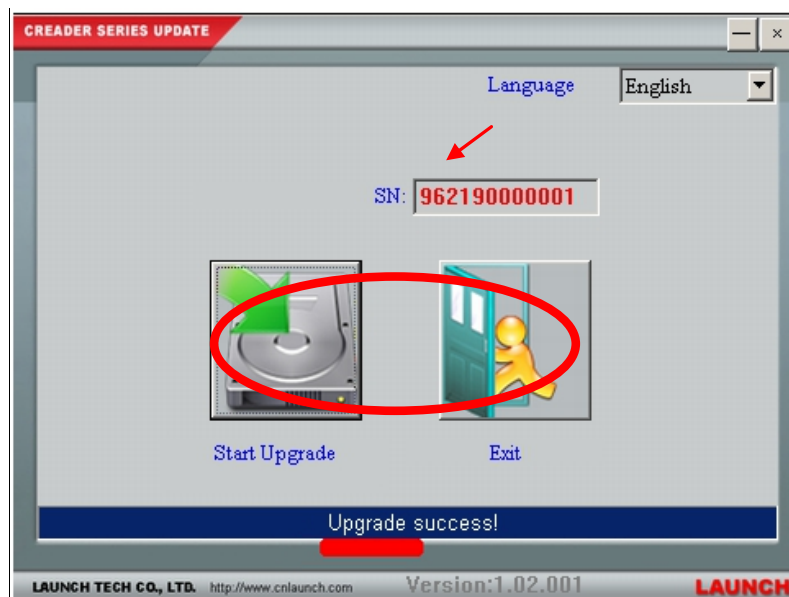 CREADER SERIES UPDATE
Language English
SN: 962190000001
Start Upgrade Exit
Upgrade success!
LAUNCH TECH CO., LTD. http://www.cnlaunch.com Version:1.02.001 LAUNCH